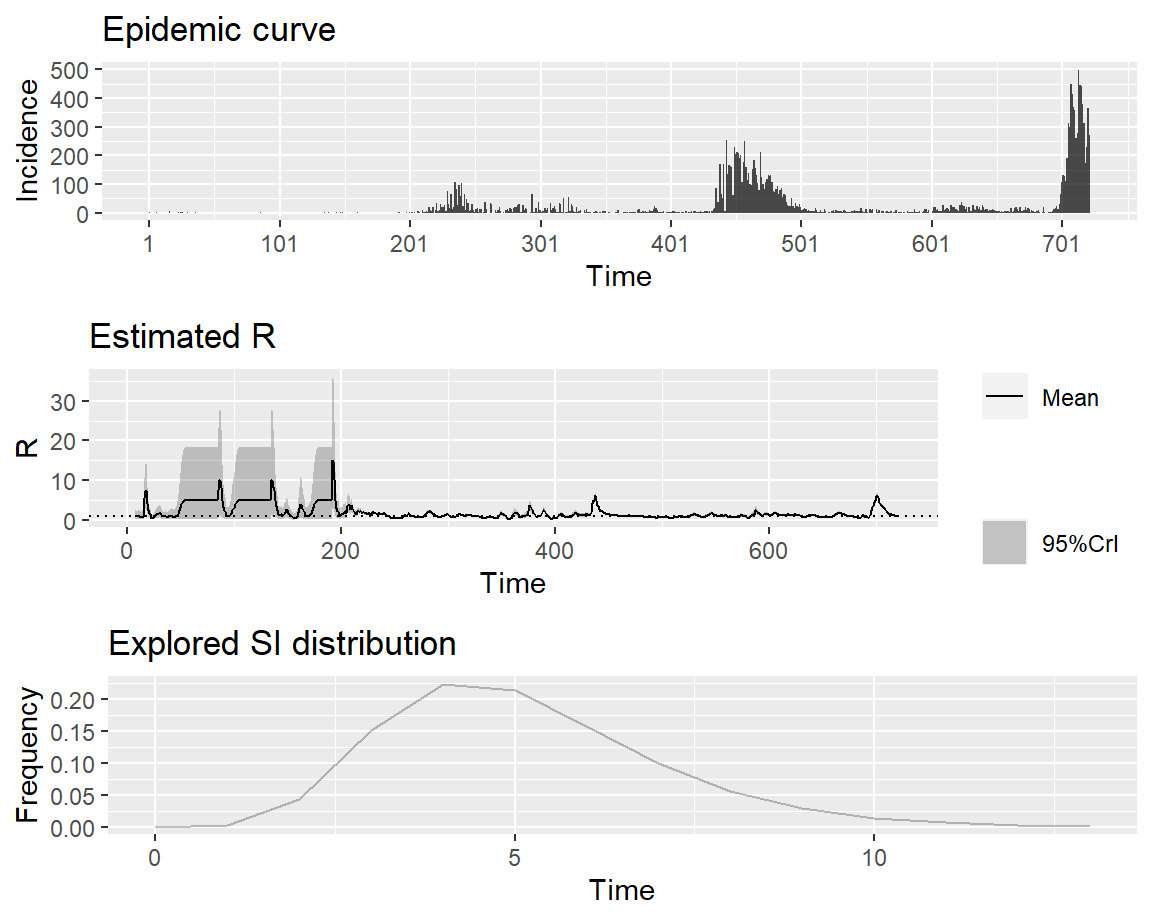 Epidemic curve
500
400
300
200
100
0
Incidence
1 101 201 301 401 501 601 701
Time
Estimated R
30
20
10
0
R
0 200 400 600
Time
Mean
95%CrI
Explored SI distribution
0.20
0.15
0.10
0.05
0.00
Frequency
0 5 10
Time